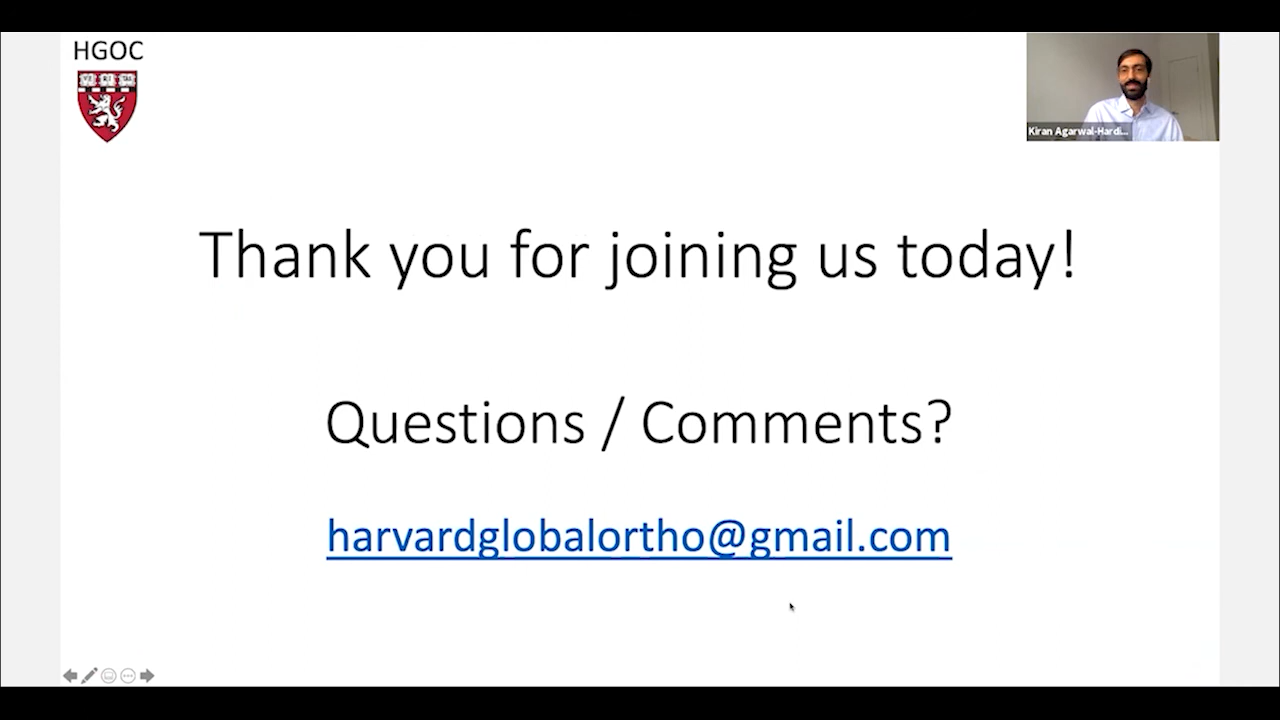 HGOC
Kiran Agarwal-Hardi...
Thank you for joining us today!
Questions / Comments?
harvardglobalortho@gmail.com